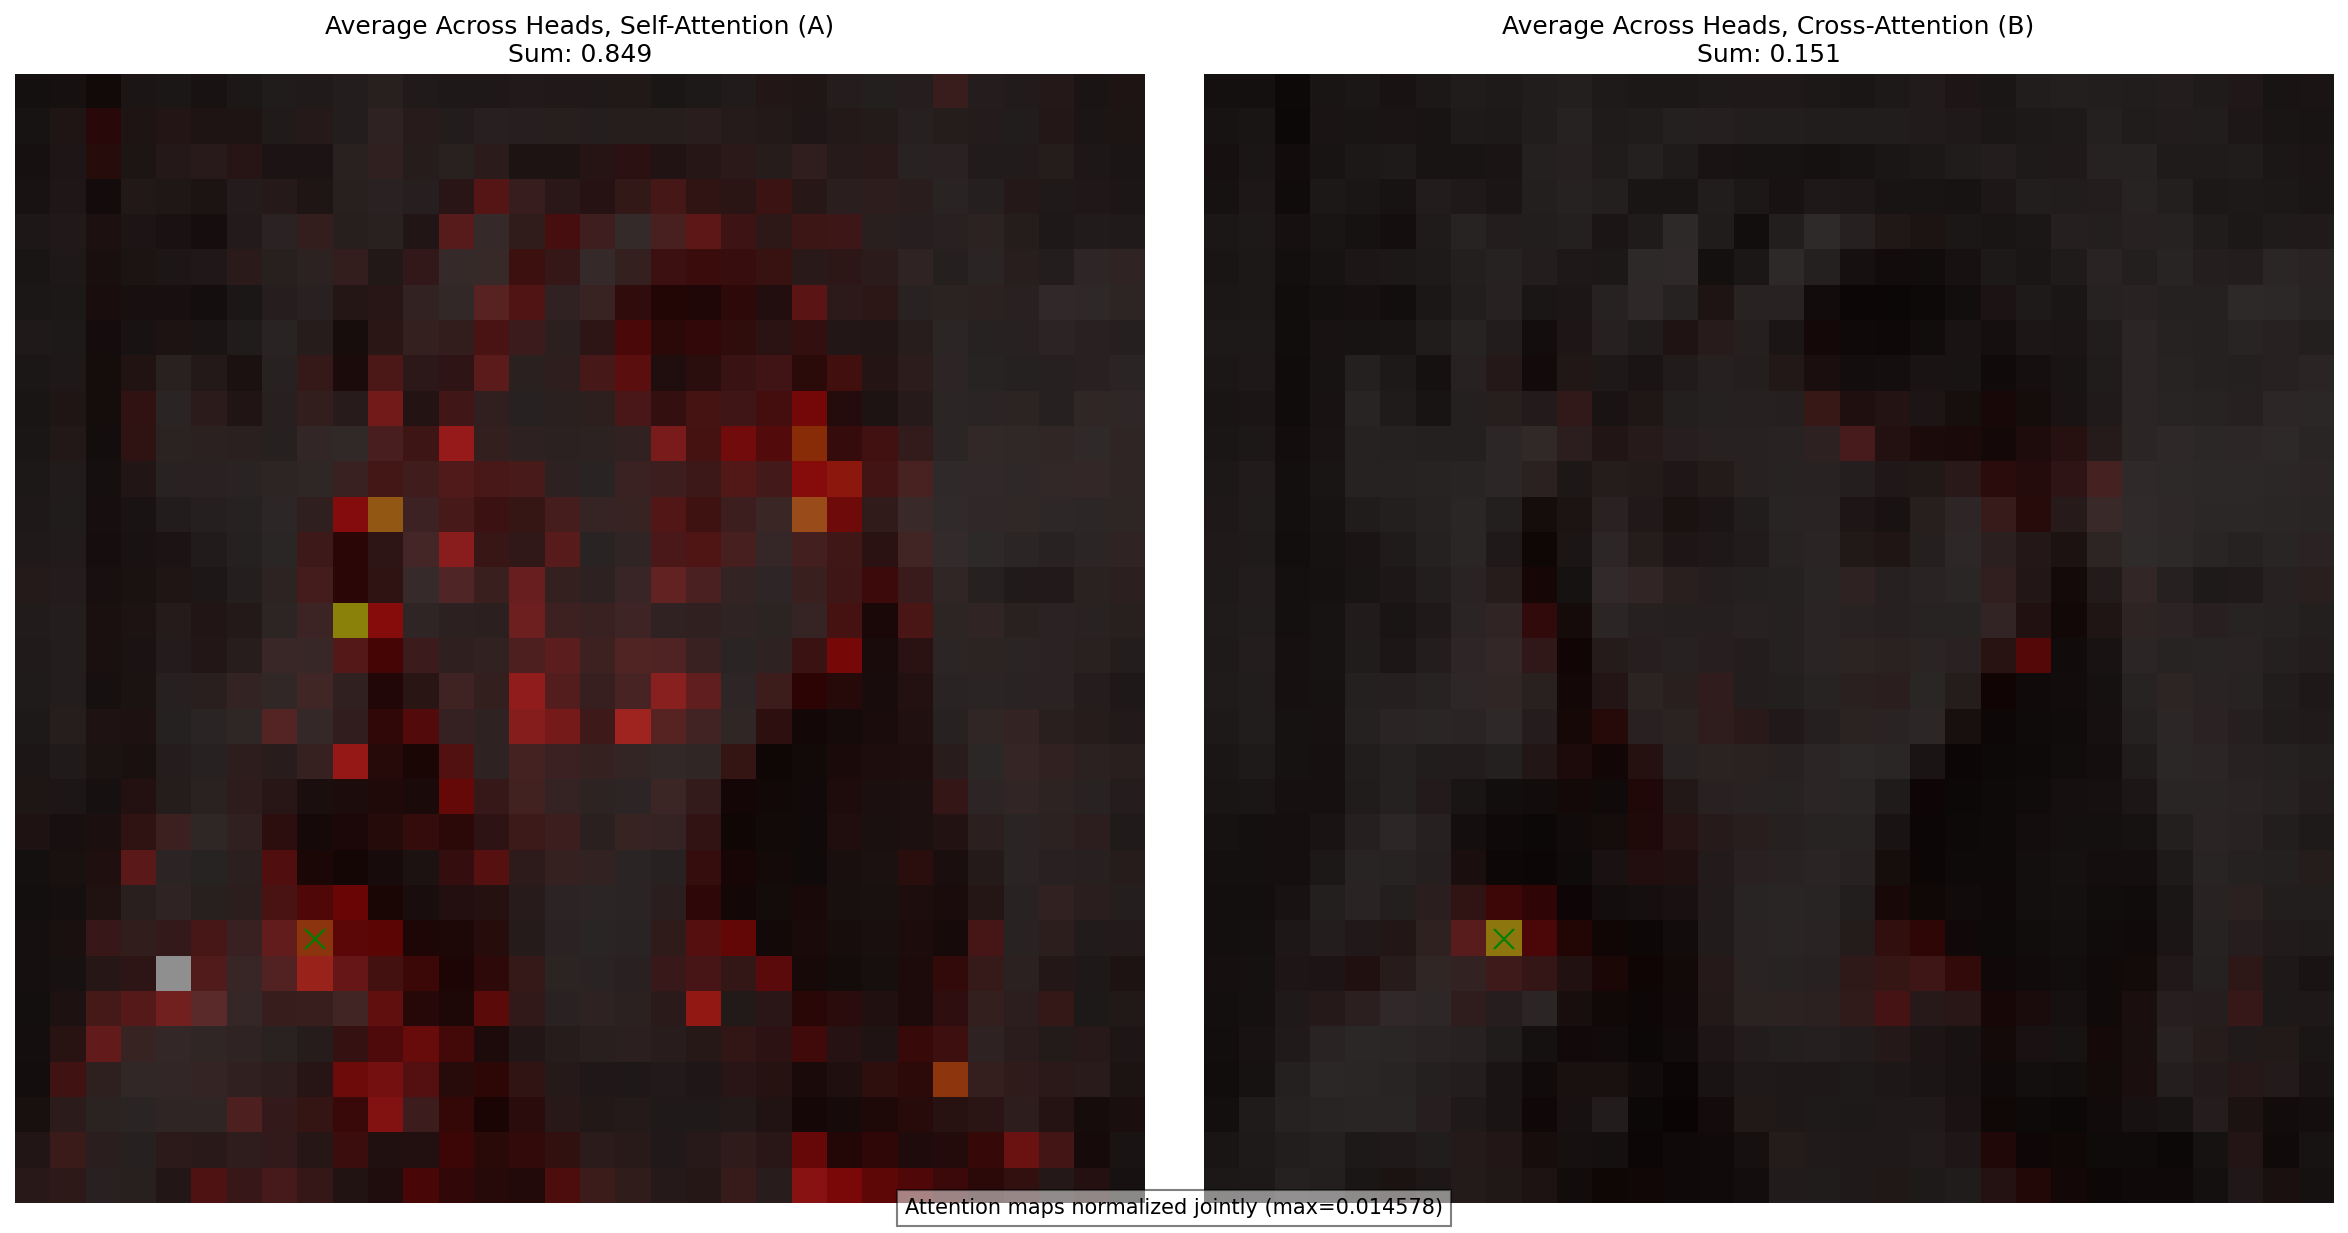 Average Across Heads, Self-Attention (A)
Sum: 0.849
Average Across Heads, Cross-Attention (B)
Sum: 0.151
Attention maps normalized jointly (max=0.014578)